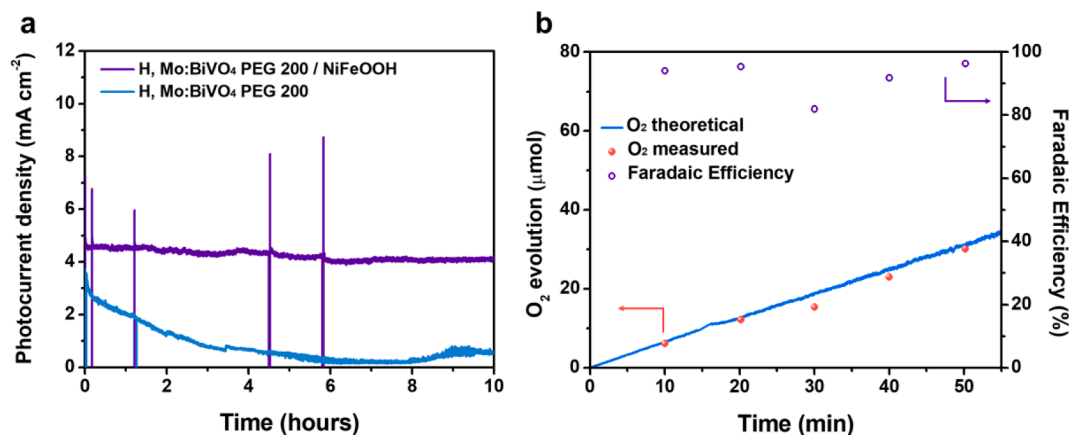 a
12
10
8
6
4
2
0
0
2
4
6
8
10
Photocurrent density (mA cm⁻²)
Time (hours)
H, Mo:BiVO₄ PEG 200 / NiFeOOH
H, Mo:BiVO₄ PEG 200
b
80
60
40
20
0
0
10
20
30
40
50
100
80
60
40
20
0
O₂ evolution (μmol)
Time (min)
Faradaic Efficiency (%)
O₂ theoretical
O₂ measured
Faradaic Efficiency